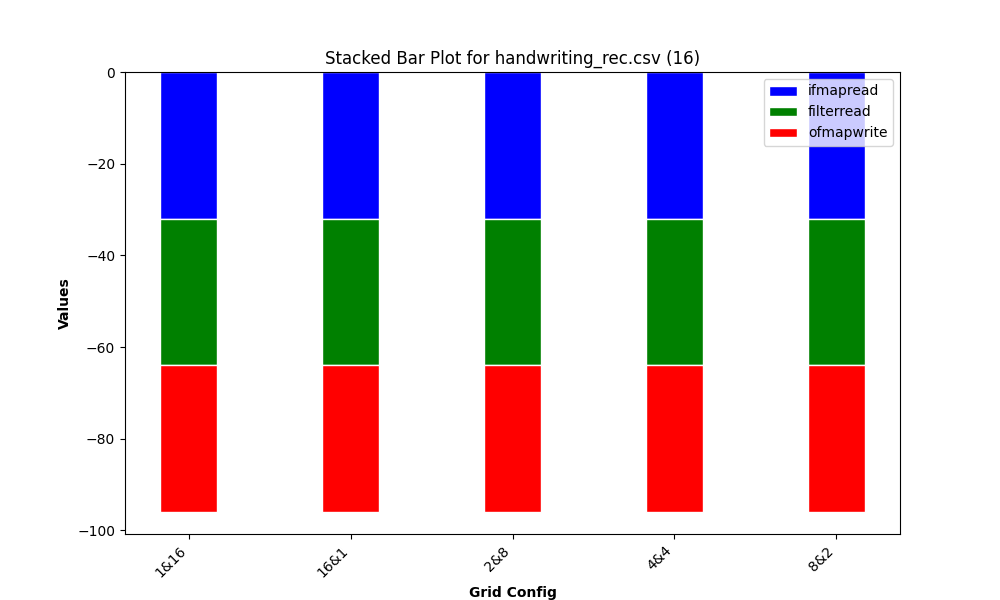 Stacked Bar Plot for handwriting_rec.csv (16)
ifmapread
filterread
ofmapwrite
0
−20
−40
−60
−80
−100
Values
1&16
16&1
2&8
4&4
8&2
Grid Config